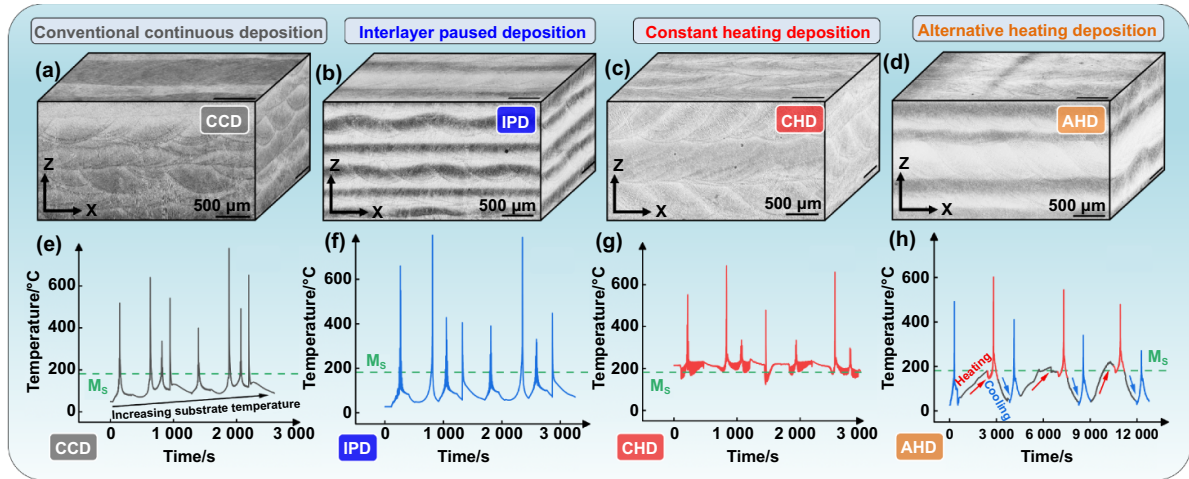 Conventional continuous deposition
Interlayer paused deposition
Constant heating deposition
Alternative heating deposition
(a)
CCD
Z
X
500 μm
(b)
IPD
Z
X
500 μm
(c)
CHD
Z
X
500 μm
(d)
AHD
Z
X
500 μm
(e)
Temperature/°C
600
400
200
0
Ms
Increasing substrate temperature
0
1 000
2 000
3 000
Time/s
CCD
(f)
Temperature/°C
600
400
200
0
Ms
0
1 000
2 000
3 000
Time/s
IPD
(g)
Temperature/°C
600
400
200
0
Ms
0
1 000
2 000
3 000
Time/s
CHD
(h)
Temperature/°C
600
400
200
0
Ms
Heating
Cooling
0
3 000
6 000
9 000
12 000
Time/s
AHD